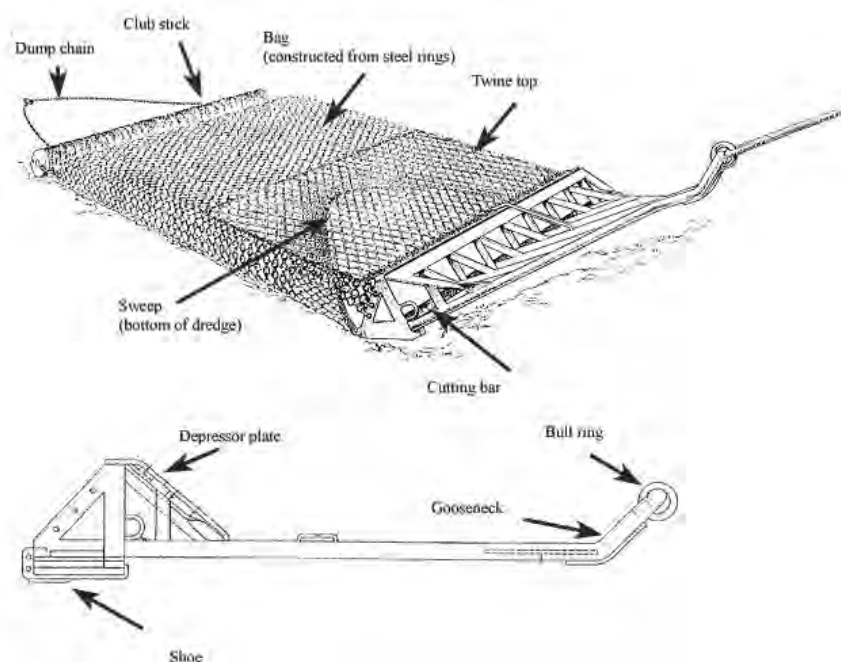 Club stick
Dump chain
Bag
(constructed from steel rings)
Twine top
Sweep
(bottom of dredge)
Cutting bar
Depressor plate
Bull ring
Gooseneck
Shoe